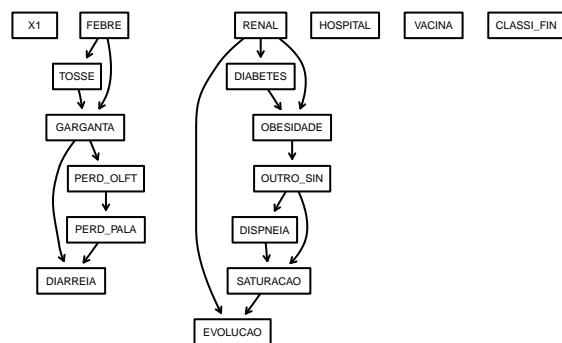 X1 FEBRE RENAL HOSPITAL VACINA CLASSI_FIN
TOSSE DIABETES
GARGANTA OBESIDADE
PERD_OLFT OUTRO_SIN
PERD_PALA DISPNEIA
DIARREIA SATURACAO
EVOLUCAO